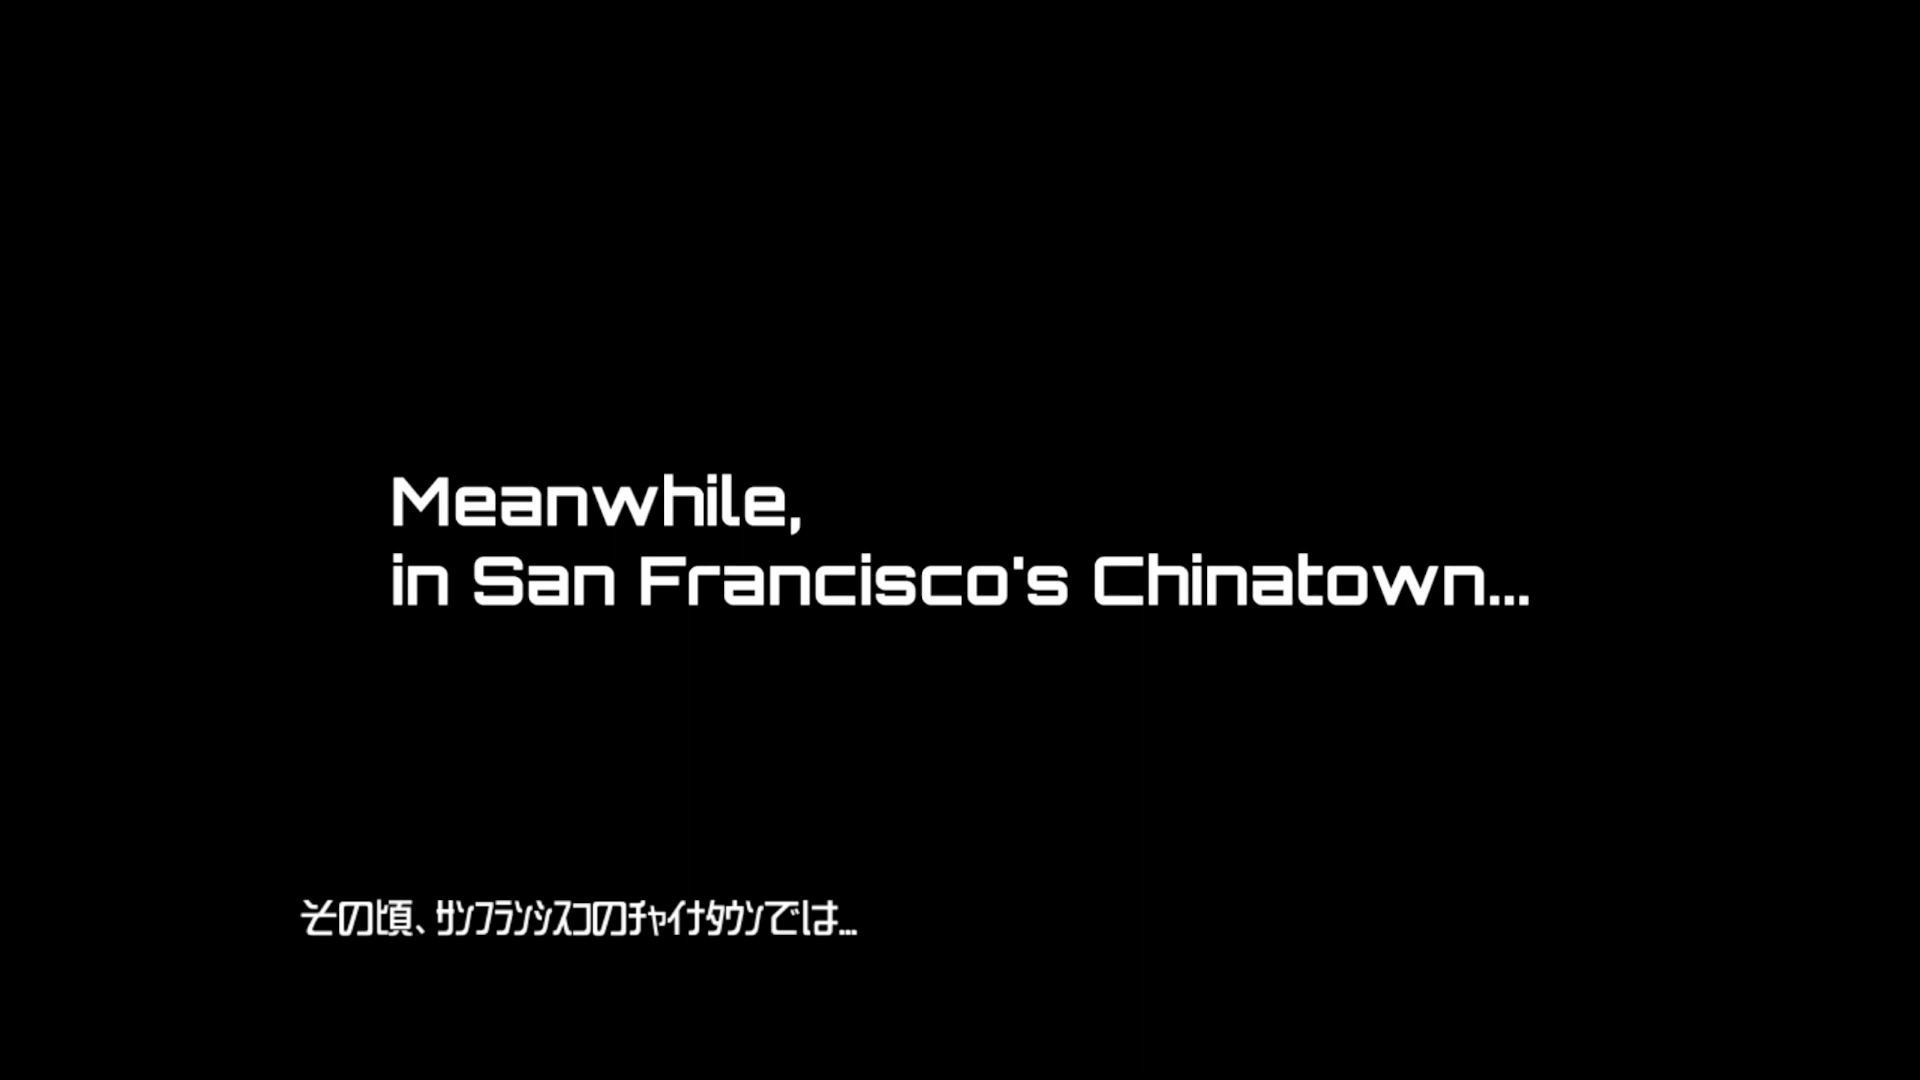 Meanwhile,
in San Francisco's Chinatown...
その頃、ｻﾝﾌﾗﾝｼｽｺのﾁｬｲﾅﾀｳﾝでは...